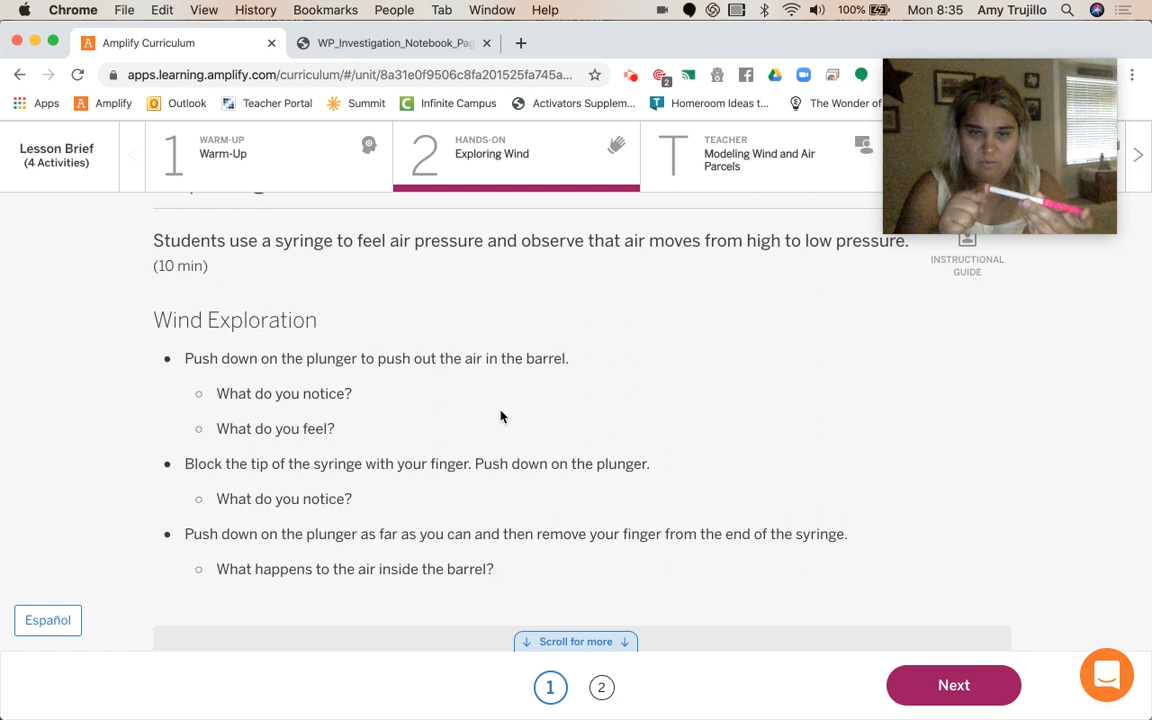 Chrome File Edit View History Bookmarks People Tab Window Help 100% Mon 8:35 Amy Trujillo
Amplify Curriculum WP_Investigation_Notebook_Pag
apps.learning.amplify.com/curriculum/#/unit/8a31e0f9506c8fa201525fa745a... 2
Apps Amplify Outlook Teacher Portal Summit Infinite Campus Activators Supplem... Homeroom Ideas t... The Wonder of
Lesson Brief
(4 Activities)
1 WARM-UP
Warm-Up
2 HANDS-ON
Exploring Wind
T TEACHER
Modeling Wind and Air
Parcels
Students use a syringe to feel air pressure and observe that air moves from high to low pressure.
(10 min)
INSTRUCTIONAL
GUIDE
Wind Exploration
• Push down on the plunger to push out the air in the barrel.
○ What do you notice?
○ What do you feel?
• Block the tip of the syringe with your finger. Push down on the plunger.
○ What do you notice?
• Push down on the plunger as far as you can and then remove your finger from the end of the syringe.
○ What happens to the air inside the barrel?
Español
Scroll for more
1 2
Next